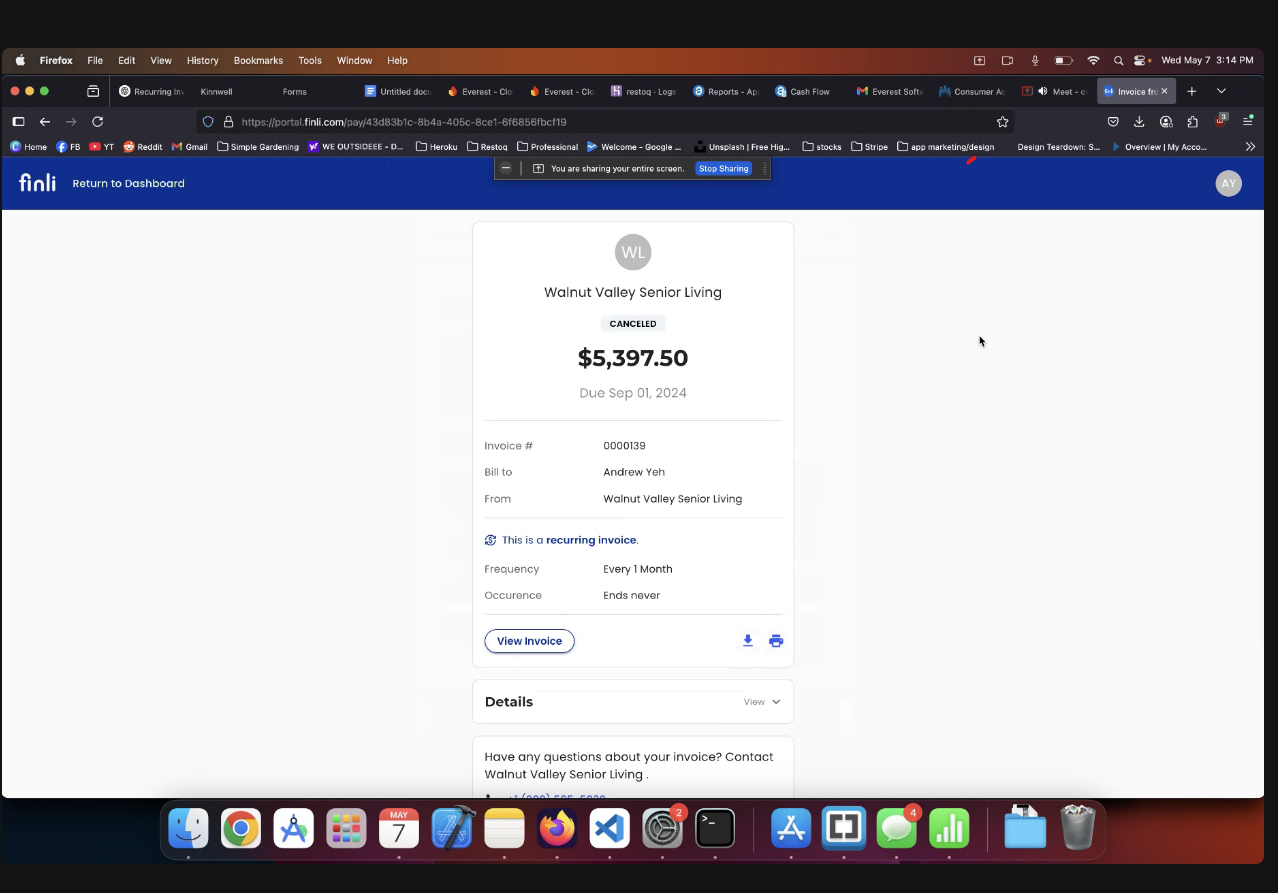 Firefox File Edit View History Bookmarks Tools Window Help Wed May 7 3:14 PM
Recurring Inv Kinnwell Forms Untitled docu Everest - Clo Everest - Clo restoq · Logs Reports - Ap Cash Flow Everest Softw Consumer Ac Meet - Invoice fro
https://portal.finli.com/pay/43d83b1c-8b4a-405c-8ce1-6f6856fbcf19 3
Home FB YT Reddit Gmail Simple Gardening WE OUTSIDEEE - D... Heroku Restoq Professional Welcome - Google ... Unsplash | Free Hig... stocks Stripe app marketing/design Design Teardown: S... Overview | My Acco...
You are sharing your entire screen. Stop Sharing
finli Return to Dashboard AY
WL
Walnut Valley Senior Living
CANCELED
$5,397.50
Due Sep 01, 2024
Invoice # 0000139
Bill to Andrew Yeh
From Walnut Valley Senior Living
This is a recurring invoice.
Frequency Every 1 Month
Occurence Ends never
View Invoice
Details View
Have any questions about your invoice? Contact
Walnut Valley Senior Living .
MAY
7
2
4